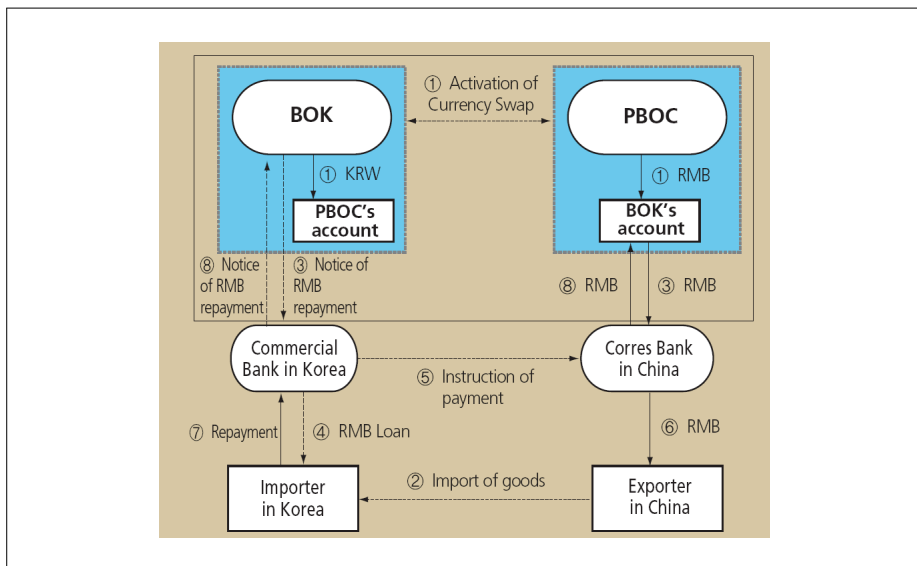 ① Activation of
Currency Swap
BOK
PBOC
① KRW
① RMB
PBOC's
account
BOK's
account
⑧ Notice
of RMB
repayment
③ Notice of
RMB
repayment
⑧ RMB
③ RMB
Commercial
Bank in Korea
Corres Bank
in China
⑤ Instruction of
payment
⑦ Repayment
④ RMB Loan
⑥ RMB
② Import of goods
Importer
in Korea
Exporter
in China